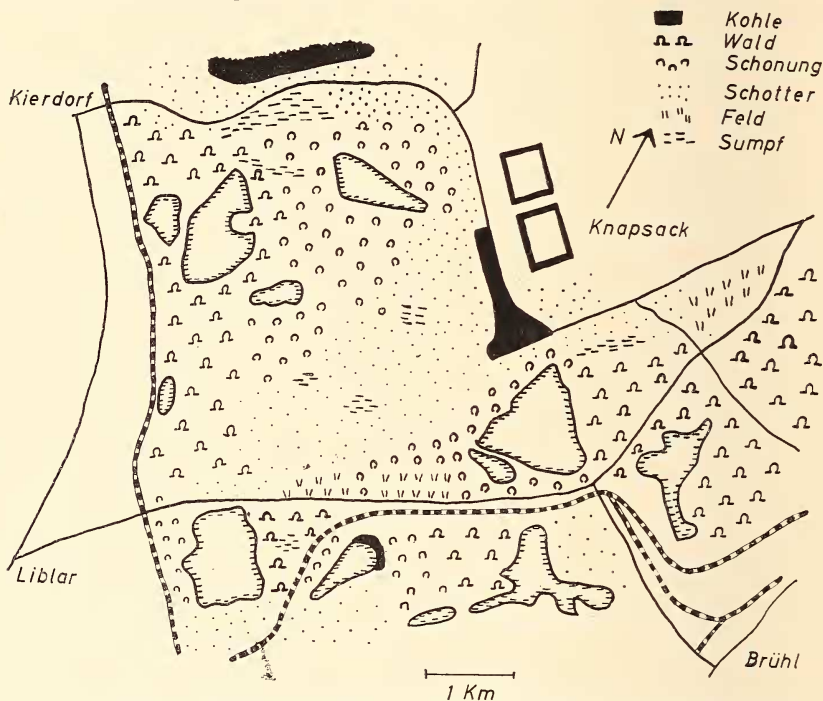 Kohle
Wald
Schonung
Schotter
Feld
Sumpf
Kierdorf
N
Knapsack
Liblar
Brühl
1 Km